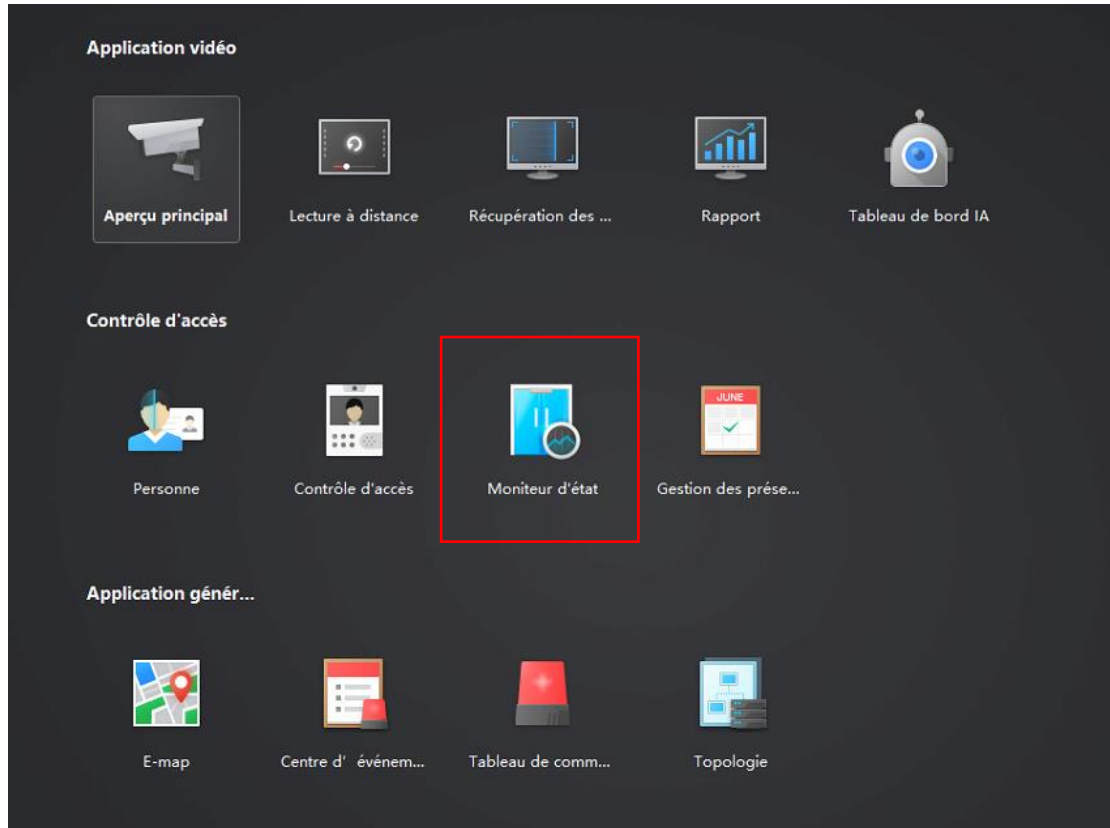 Application vidéo
Aperçu principal
Lecture à distance
Récupération des ...
Rapport
Tableau de bord IA
Contrôle d'accès
JUNE
Personne
Contrôle d'accès
Moniteur d'état
Gestion des prése...
Application génér...
E-map
Centre d’ événem...
Tableau de comm...
Topologie